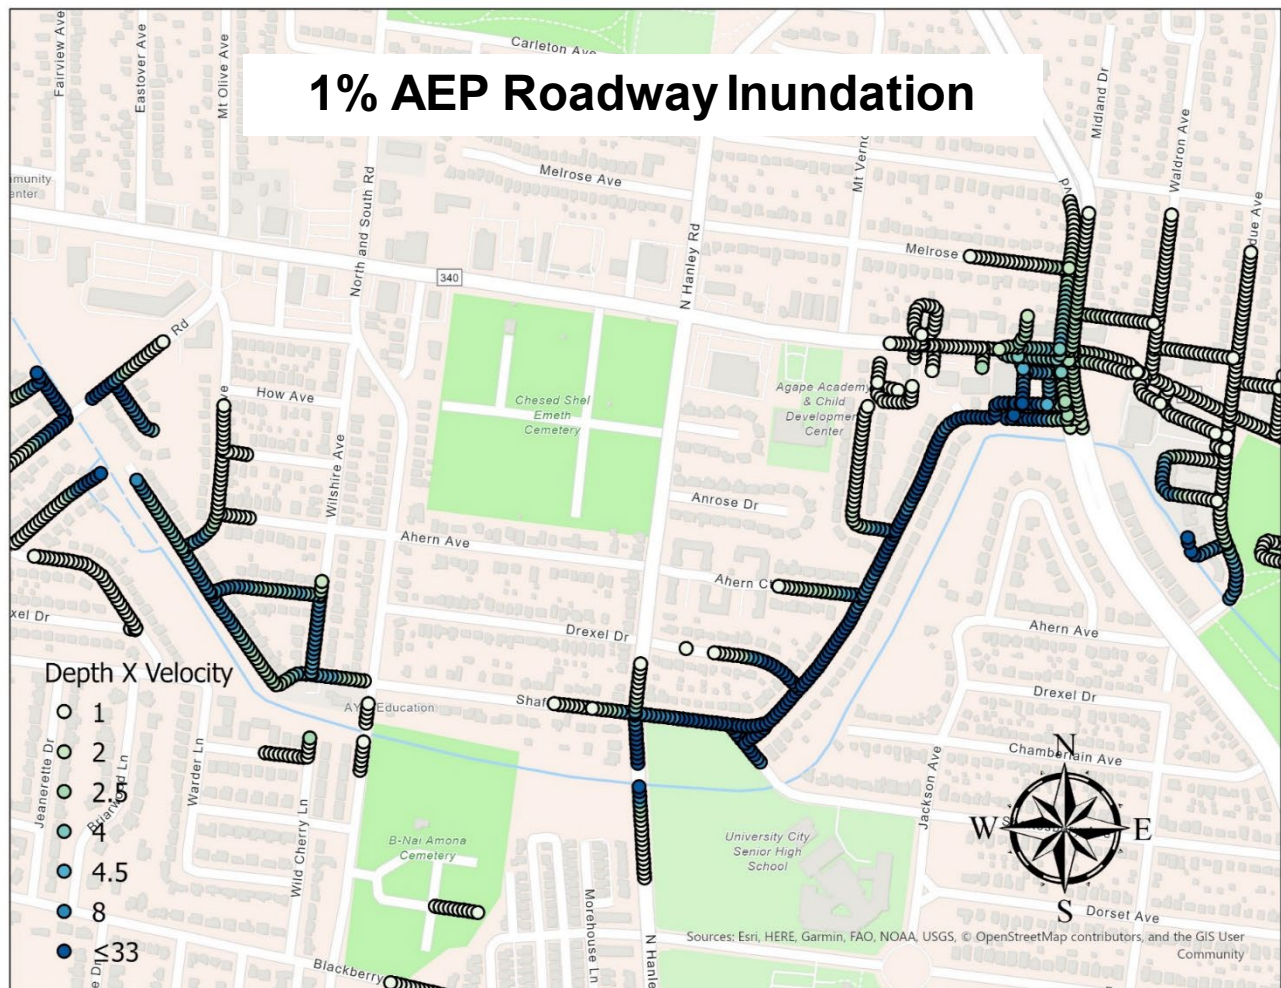 1% AEP Roadway Inundation
Fairview Ave
Eastover Ave
Mt Olive Ave
Carleton Ave
Midland Dr
Waldron Ave
North and South Rd
Melrose Ave
N Hanley Rd
340
Melrose
Rd
How Ave
Chesed Shel
Emeth
Cemetery
Agape Academy
& Child
Development
Center
Wilshire Ave
Anrose Dr
Ahern Ave
Drexel Dr
Ahern Ave
Drexel Dr
Chamberlain Ave
Depth X Velocity
1
2
2.5
4
4.5
8
≤33
Jeanerette Dr
Warder Ln
Wild Cherry Ln
B-Nai Amona
Cemetery
Morehouse Ln
University City
Senior High
School
Jackson Ave
N
W
E
S
Dorset Ave
Blackberry
N Hanle
Sources: Esri, HERE, Garmin, FAO, NOAA, USGS, © OpenStreetMap contributors, and the GIS User
Community